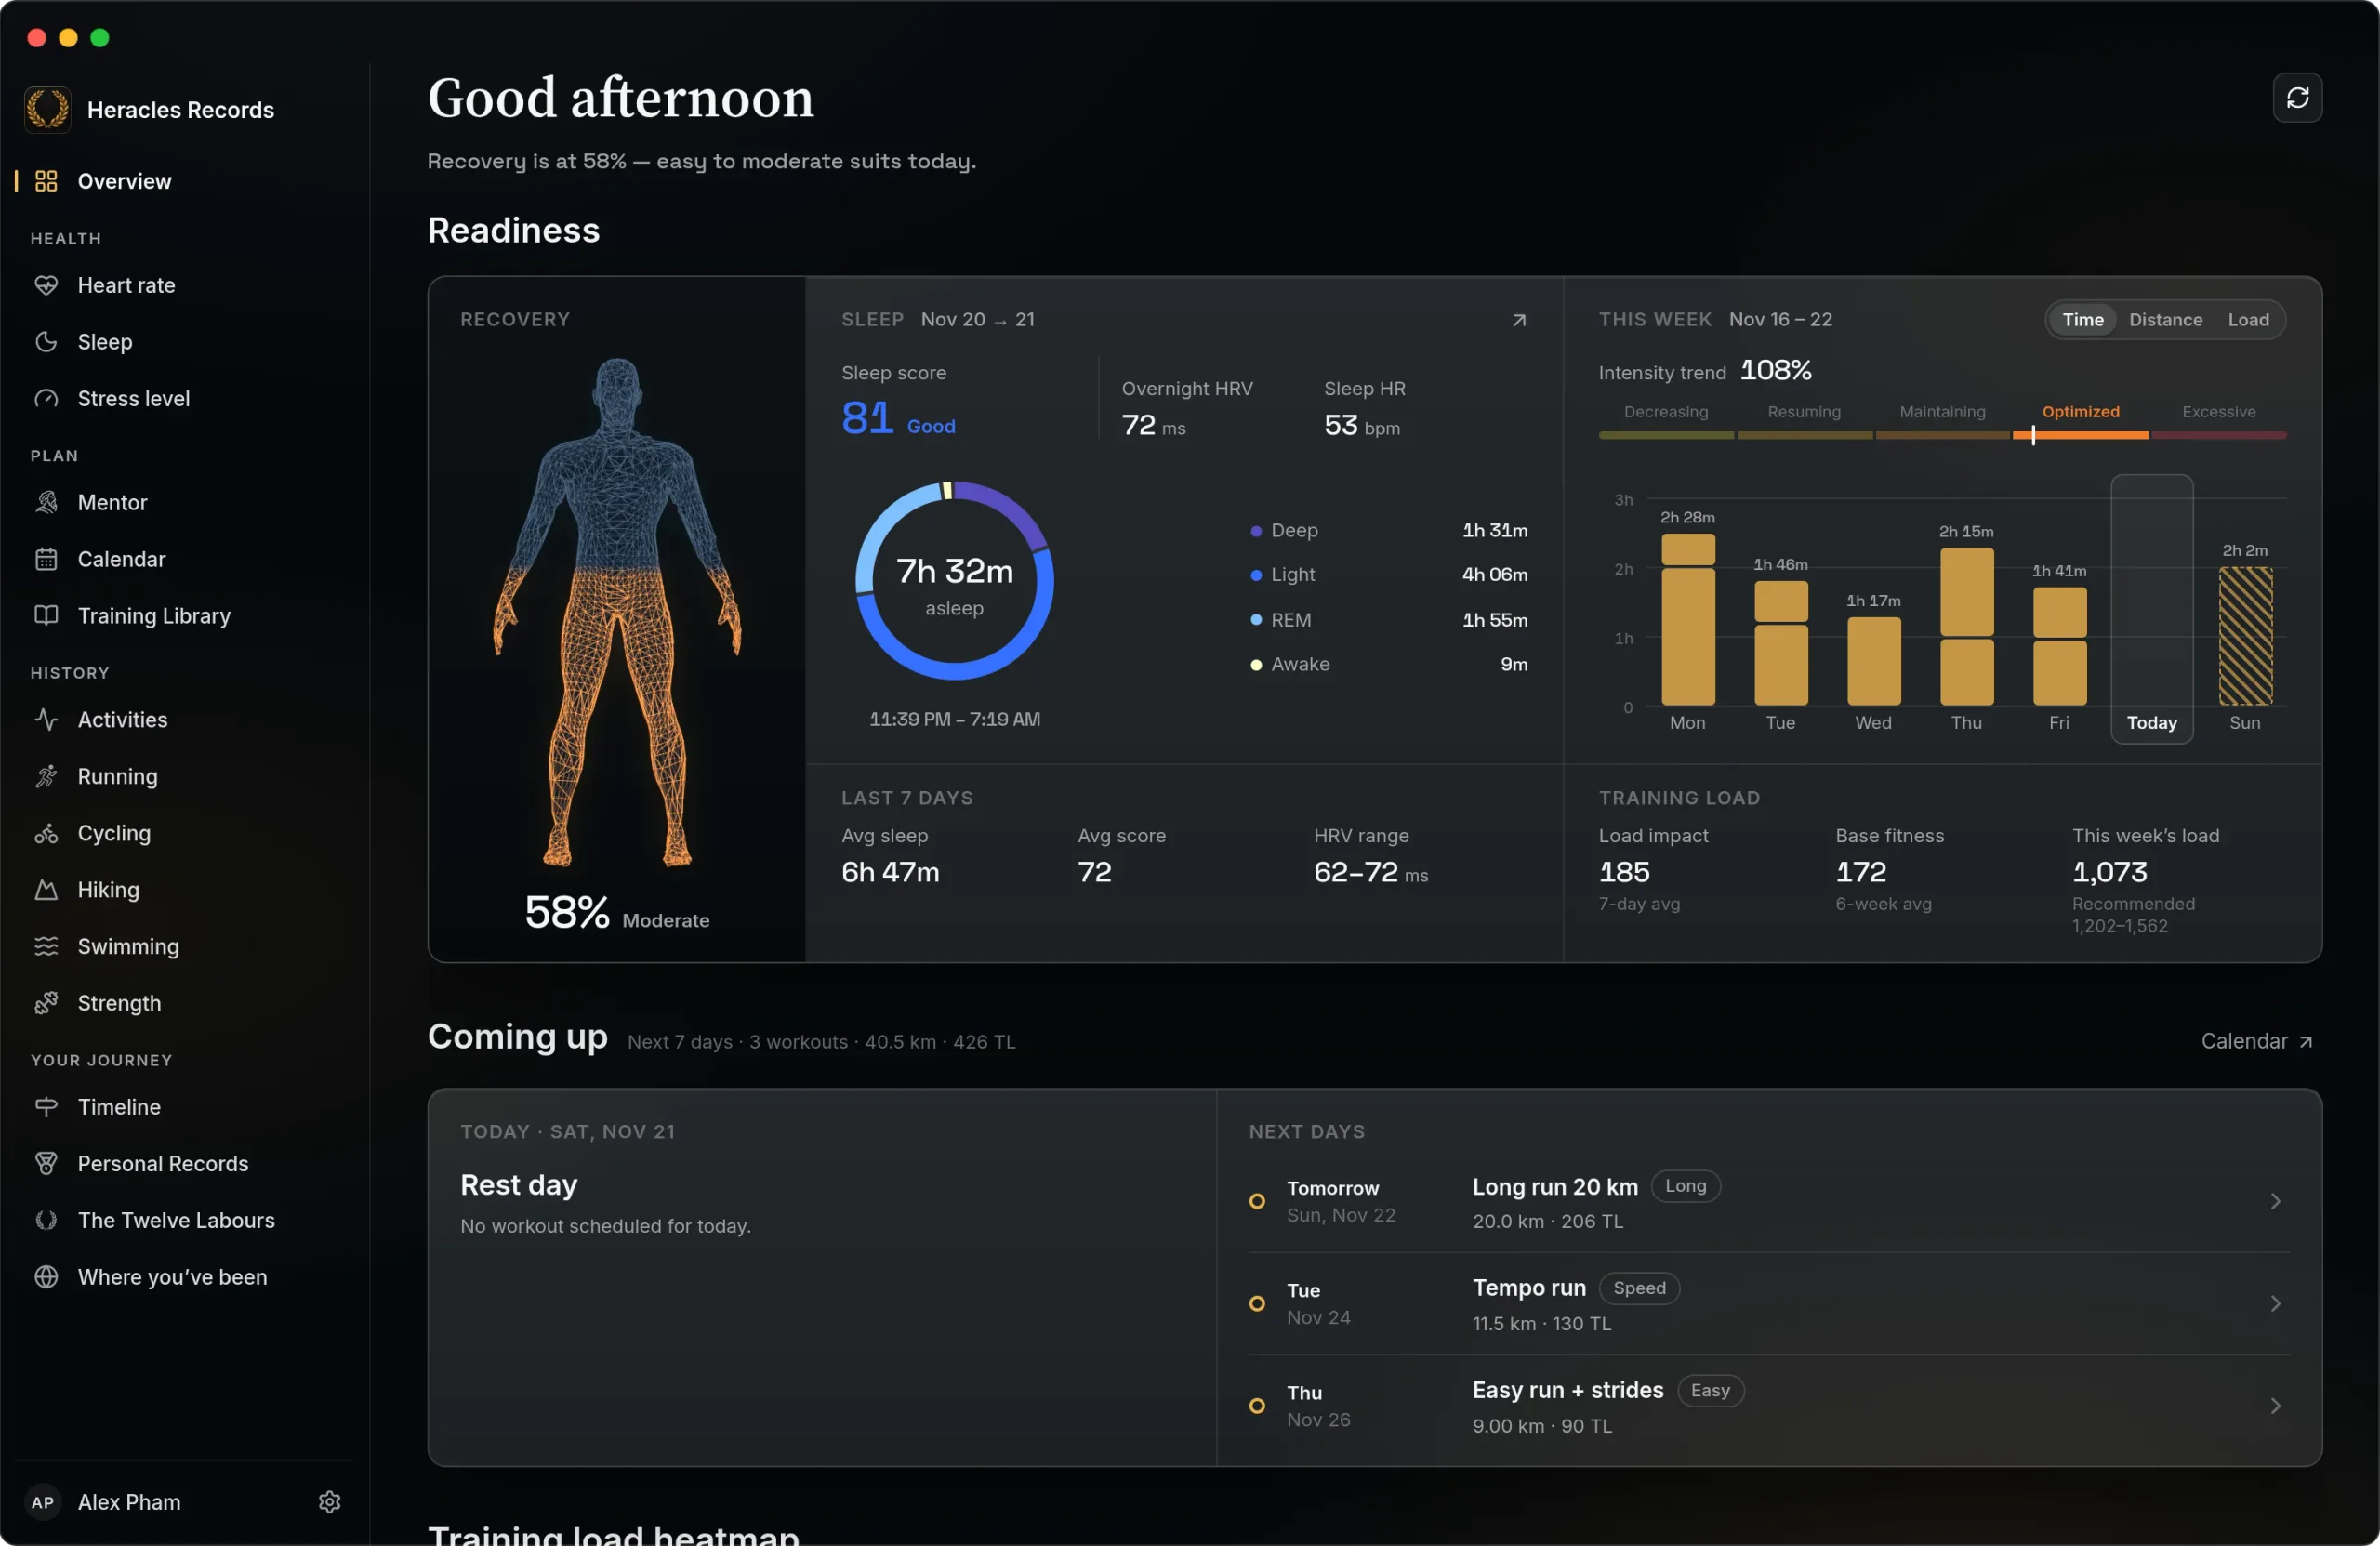 Heracles Records
Overview
HEALTH
Heart rate
Sleep
Stress level
PLAN
Mentor
Calendar
Training Library
HISTORY
Activities
Running
Cycling
Hiking
Swimming
Strength
YOUR JOURNEY
Timeline
Personal Records
The Twelve Labours
Where you’ve been
AP Alex Pham
Good afternoon
Recovery is at 58% — easy to moderate suits today.
Readiness
RECOVERY
58% Moderate
SLEEP Nov 20 → 21
Sleep score
81 Good
Overnight HRV
72 ms
Sleep HR
53 bpm
7h 32m
asleep
11:39 PM – 7:19 AM
Deep 1h 31m
Light 4h 06m
REM 1h 55m
Awake 9m
LAST 7 DAYS
Avg sleep
6h 47m
Avg score
72
HRV range
62–72 ms
THIS WEEK Nov 16 – 22
Time Distance Load
Intensity trend 108%
Decreasing Resuming Maintaining Optimized Excessive
3h
2h
1h
0
2h 28m
1h 46m
1h 17m
2h 15m
1h 41m
2h 2m
Mon Tue Wed Thu Fri Today Sun
TRAINING LOAD
Load impact
185
7-day avg
Base fitness
172
6-week avg
This week’s load
1,073
Recommended
1,202–1,562
Coming up Next 7 days · 3 workouts · 40.5 km · 426 TL
Calendar
TODAY · SAT, NOV 21
Rest day
No workout scheduled for today.
NEXT DAYS
Tomorrow
Sun, Nov 22
Long run 20 km Long
20.0 km · 206 TL
Tue
Nov 24
Tempo run Speed
11.5 km · 130 TL
Thu
Nov 26
Easy run + strides Easy
9.00 km · 90 TL
Training load heatmap